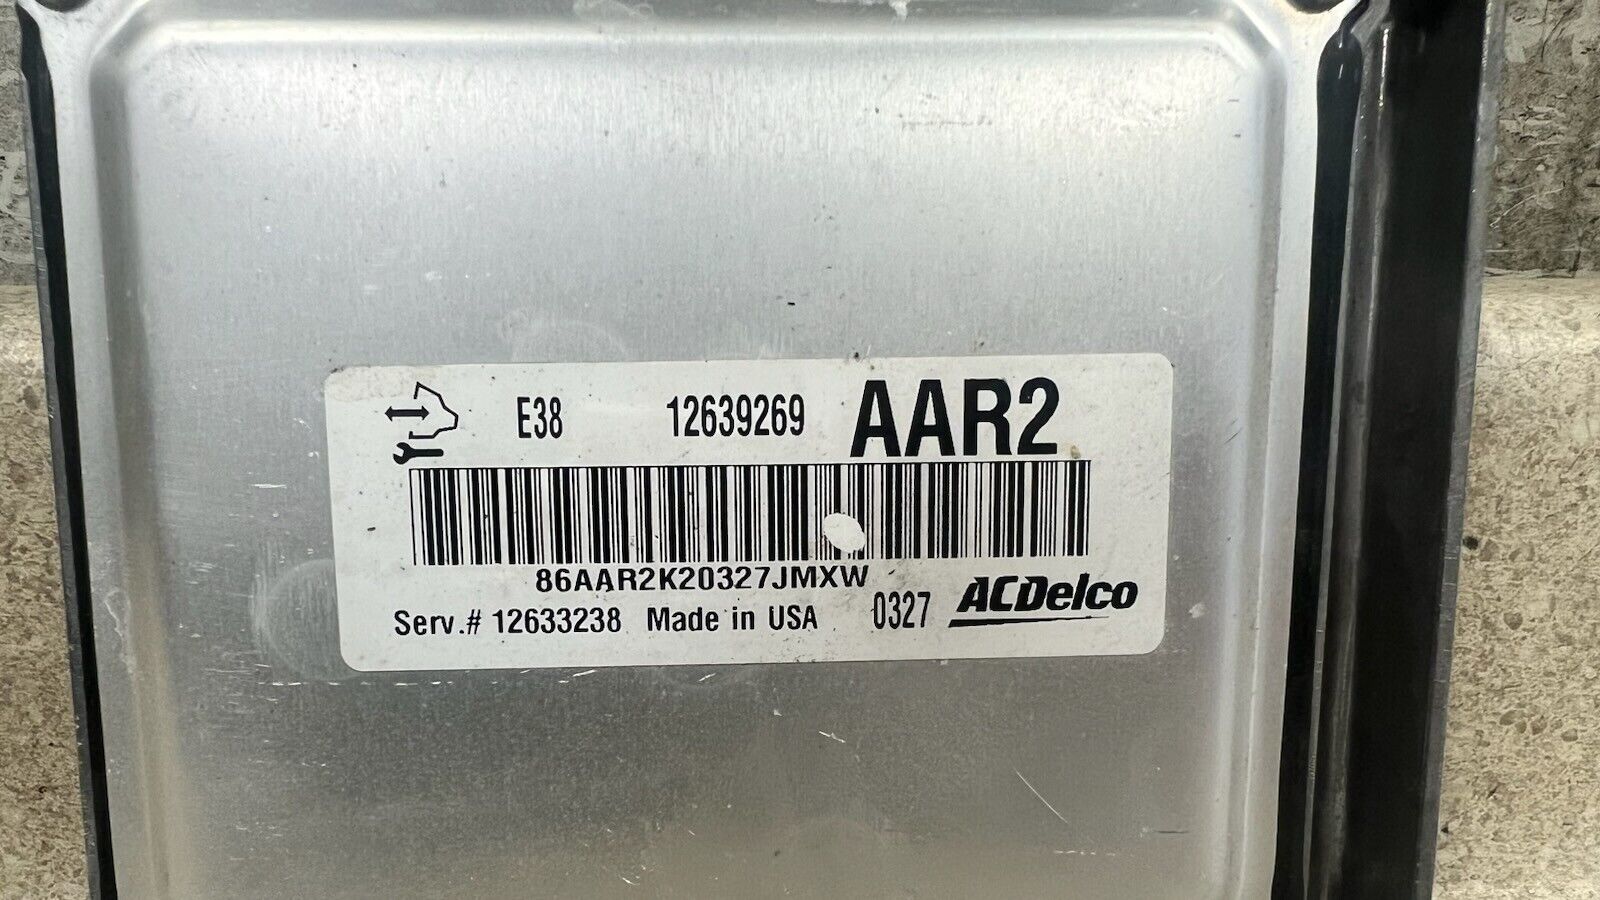 E38 12639269 AAR2
86AAR2K20327JMXW
Serv.# 12633238 Made in USA 0327 ACDelco